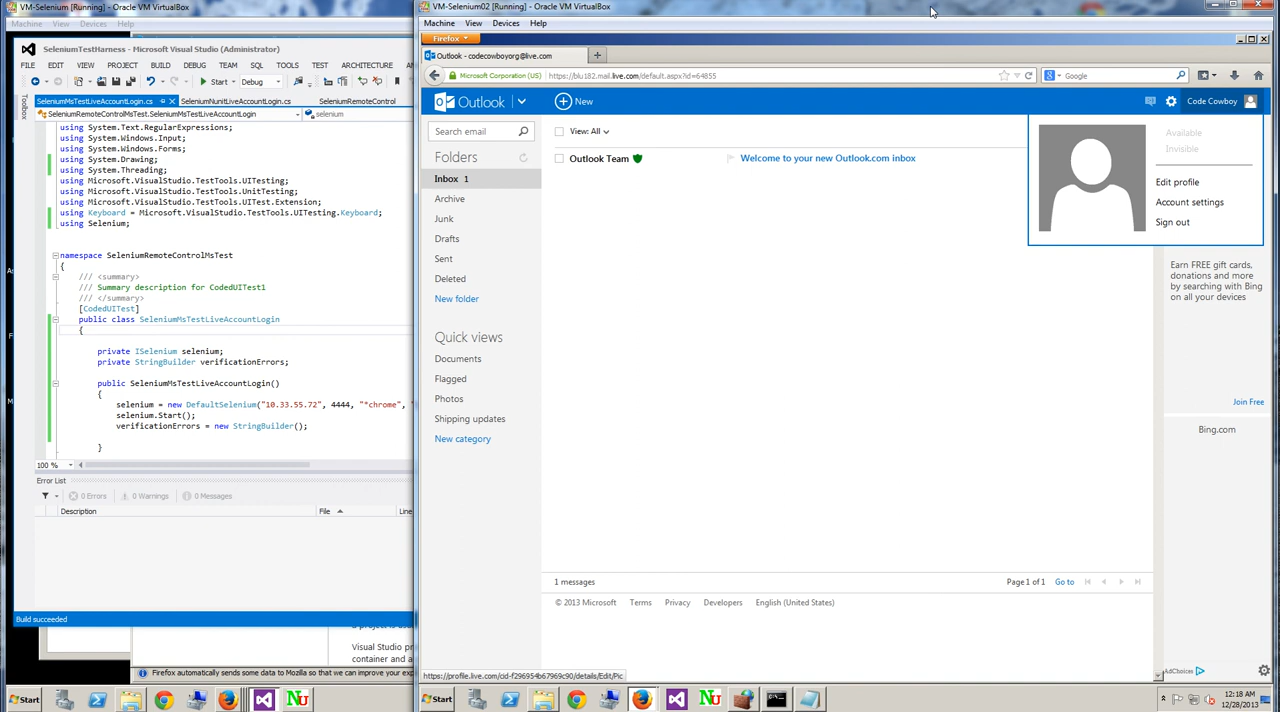 VM-Selenium [Running] - Oracle VM VirtualBox
Machine View Devices Help
SeleniumTestHarness - Microsoft Visual Studio (Administrator)
FILE EDIT VIEW PROJECT BUILD DEBUG TEAM SQL TOOLS TEST ARCHITECTURE
Start Debug
Toolbox
SeleniumMsTestLiveAccountLogin.cs SeleniumNunitLiveAccountLogin.cs SeleniumRemoteControl
SeleniumRemoteControlMsTest.SeleniumMsTestLiveAccountLogin selenium
using System.Text.RegularExpressions;
using System.Windows.Input;
using System.Windows.Forms;
using System.Drawing;
using System.Threading;
using Microsoft.VisualStudio.TestTools.UITesting;
using Microsoft.VisualStudio.TestTools.UnitTesting;
using Microsoft.VisualStudio.TestTools.UITest.Extension;
using Keyboard = Microsoft.VisualStudio.TestTools.UITesting.Keyboard;
using Selenium;
namespace SeleniumRemoteControlMsTest
{
/// <summary>
/// Summary description for CodedUITest1
/// </summary>
[CodedUITest]
public class SeleniumMsTestLiveAccountLogin
{
private ISelenium selenium;
private StringBuilder verificationErrors;
public SeleniumMsTestLiveAccountLogin()
{
selenium = new DefaultSelenium("10.33.55.72", 4444, "*chrome", "
selenium.Start();
verificationErrors = new StringBuilder();
}
100 %
Error List
0 Errors 0 Warnings 0 Messages
Description File Line
Build succeeded
a project is use
Visual Studio pr
container and a
Firefox automatically sends some data to Mozilla so that we can improve your exp
Start
VM-Selenium02 [Running] - Oracle VM VirtualBox
Machine View Devices Help
Firefox
Outlook - codecowboyorg@live.com
Microsoft Corporation (US) https://blu182.mail.live.com/default.aspx?id=64855 Google
Outlook New Code Cowboy
Search email View: All
Available
Invisible
Edit profile
Account settings
Sign out
Folders
Inbox 1
Archive
Junk
Drafts
Sent
Deleted
New folder
Quick views
Documents
Flagged
Photos
Shipping updates
New category
Outlook Team Welcome to your new Outlook.com inbox
Earn FREE gift cards,
donations and more
by searching with Bing
on all your devices
Join Free
Bing.com
1 messages Page 1 of 1 Go to
© 2013 Microsoft Terms Privacy Developers English (United States)
AdChoices
https://profile.live.com/cid-f296954b67969c90/details/Edit/Pic
Start
12:18 AM
12/28/2013